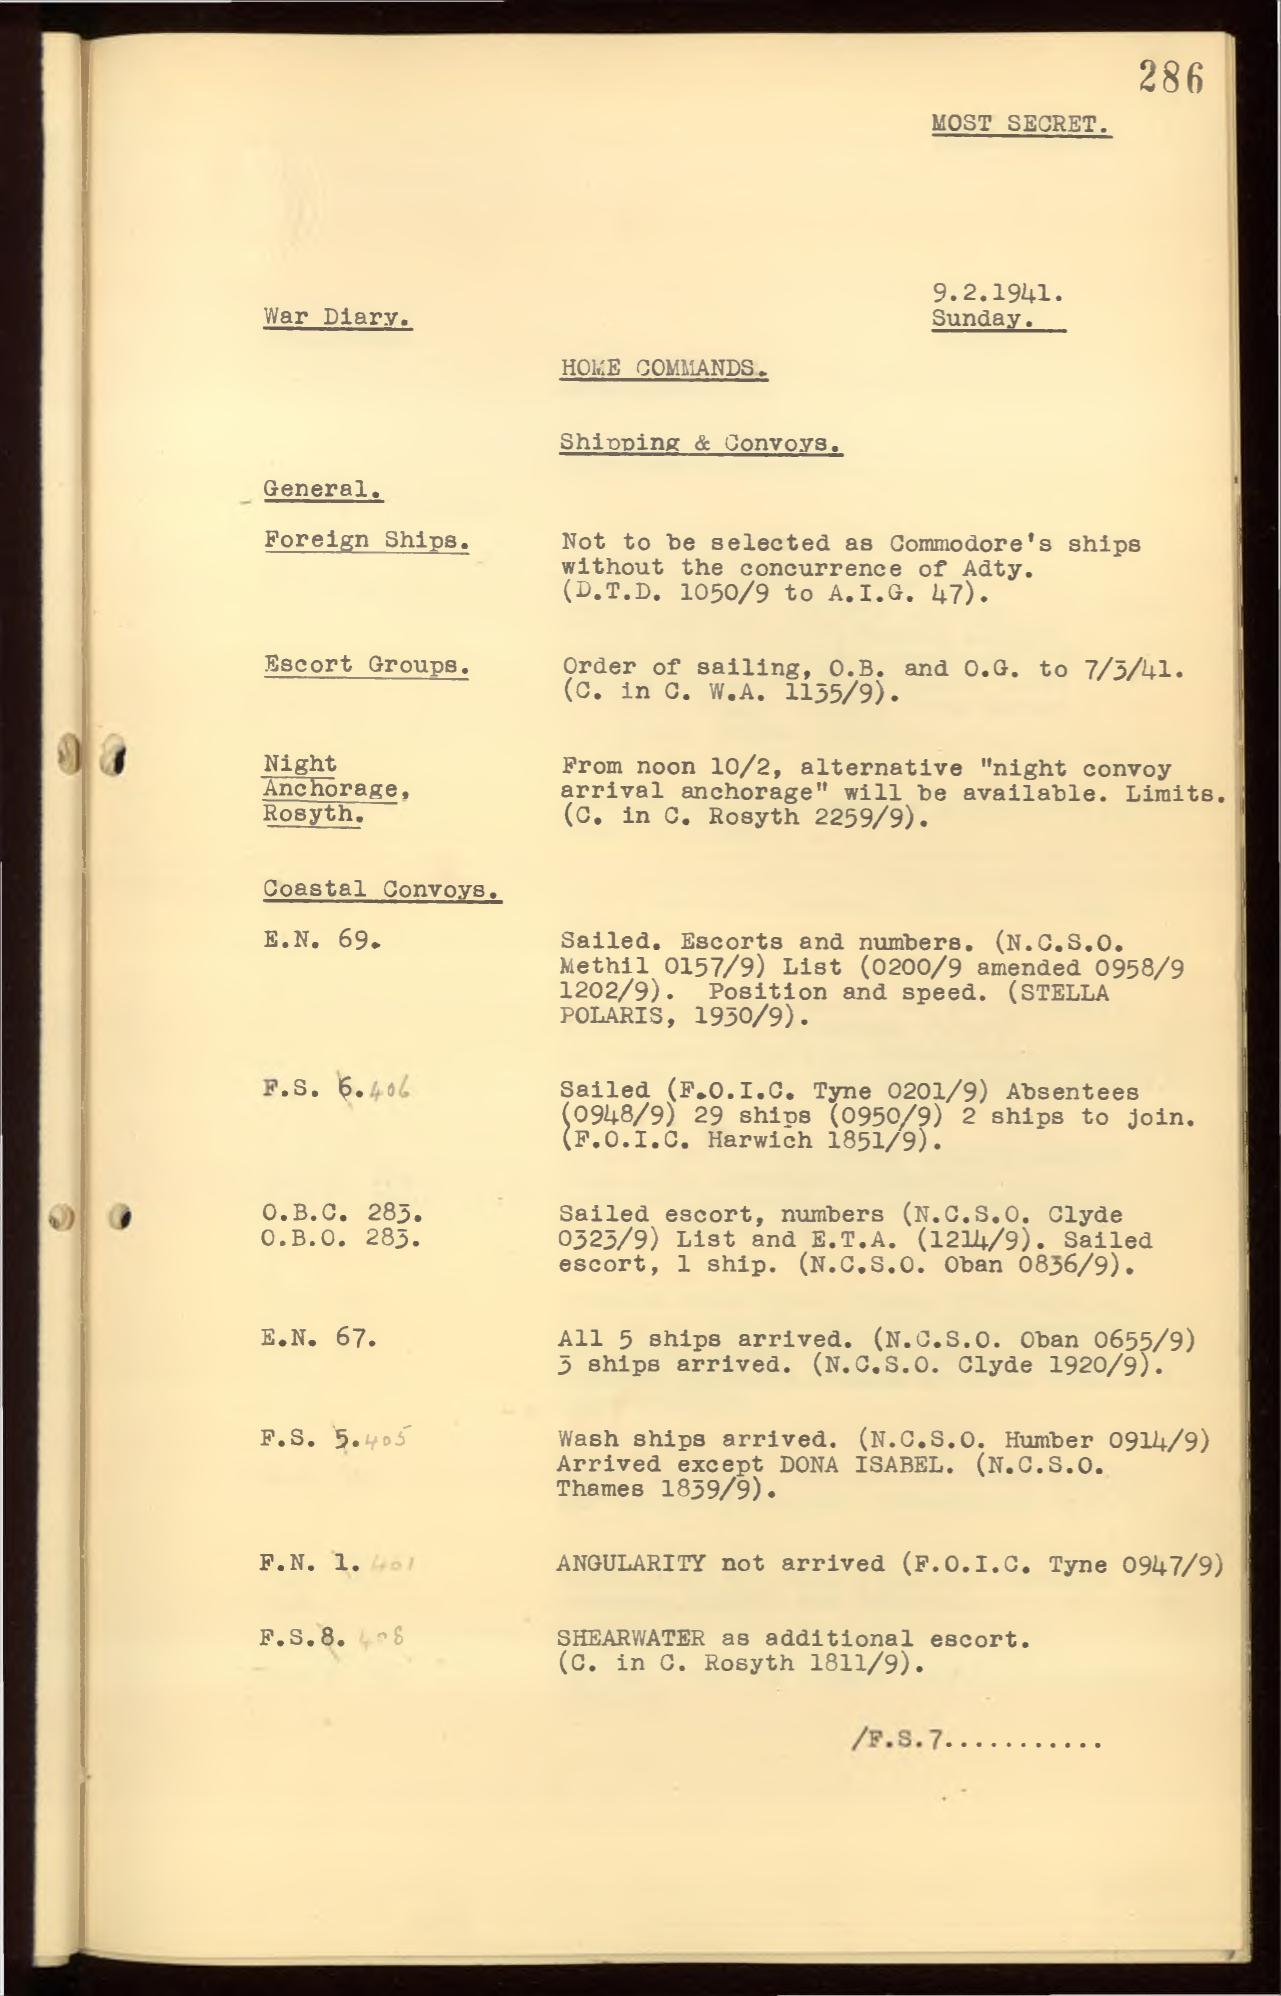 286
MOST SECRET.
9.2.1941.
War Diary.
Sunday.
HOME COMMANDS.
Shipping & Convoys.
General.
Foreign Ships.
Not to be selected as Commodore's ships
without the concurrence of Adty.
(D.T.D. 1050/9 to A.I.G. 47).
Escort Groups.
Order of sailing, O.B. and O.G. to 7/3/41.
(C. in C. W.A. 1135/9).
Night
Anchorage,
Rosyth.
From noon 10/2, alternative "night convoy
arrival anchorage" will be available. Limits.
(C. in C. Rosyth 2259/9).
Coastal Convoys.
E.N. 69.
Sailed. Escorts and numbers. (N.C.S.O.
Methil 0157/9) List (0200/9 amended 0958/9
1202/9). Position and speed. (STELLA
POLARIS, 1930/9).
F.S. 6. 406
Sailed (F.O.I.C. Tyne 0201/9) Absentees
(0948/9) 29 ships (0950/9) 2 ships to join.
(F.O.I.C. Harwich 1851/9).
O.B.C. 283.
O.B.O. 283.
Sailed escort, numbers (N.C.S.O. Clyde
0323/9) List and E.T.A. (1214/9). Sailed
escort, 1 ship. (N.C.S.O. Oban 0836/9).
E.N. 67.
All 5 ships arrived. (N.C.S.O. Oban 0655/9)
3 ships arrived. (N.C.S.O. Clyde 1920/9).
F.S. 5. 405
Wash ships arrived. (N.C.S.O. Humber 0914/9)
Arrived except DONA ISABEL. (N.C.S.O.
Thames 1839/9).
F.N. 1. 401
ANGULARITY not arrived (F.O.I.C. Tyne 0947/9)
F.S.8. 408
SHEARWATER as additional escort.
(C. in C. Rosyth 1811/9).
/F.S.7...........